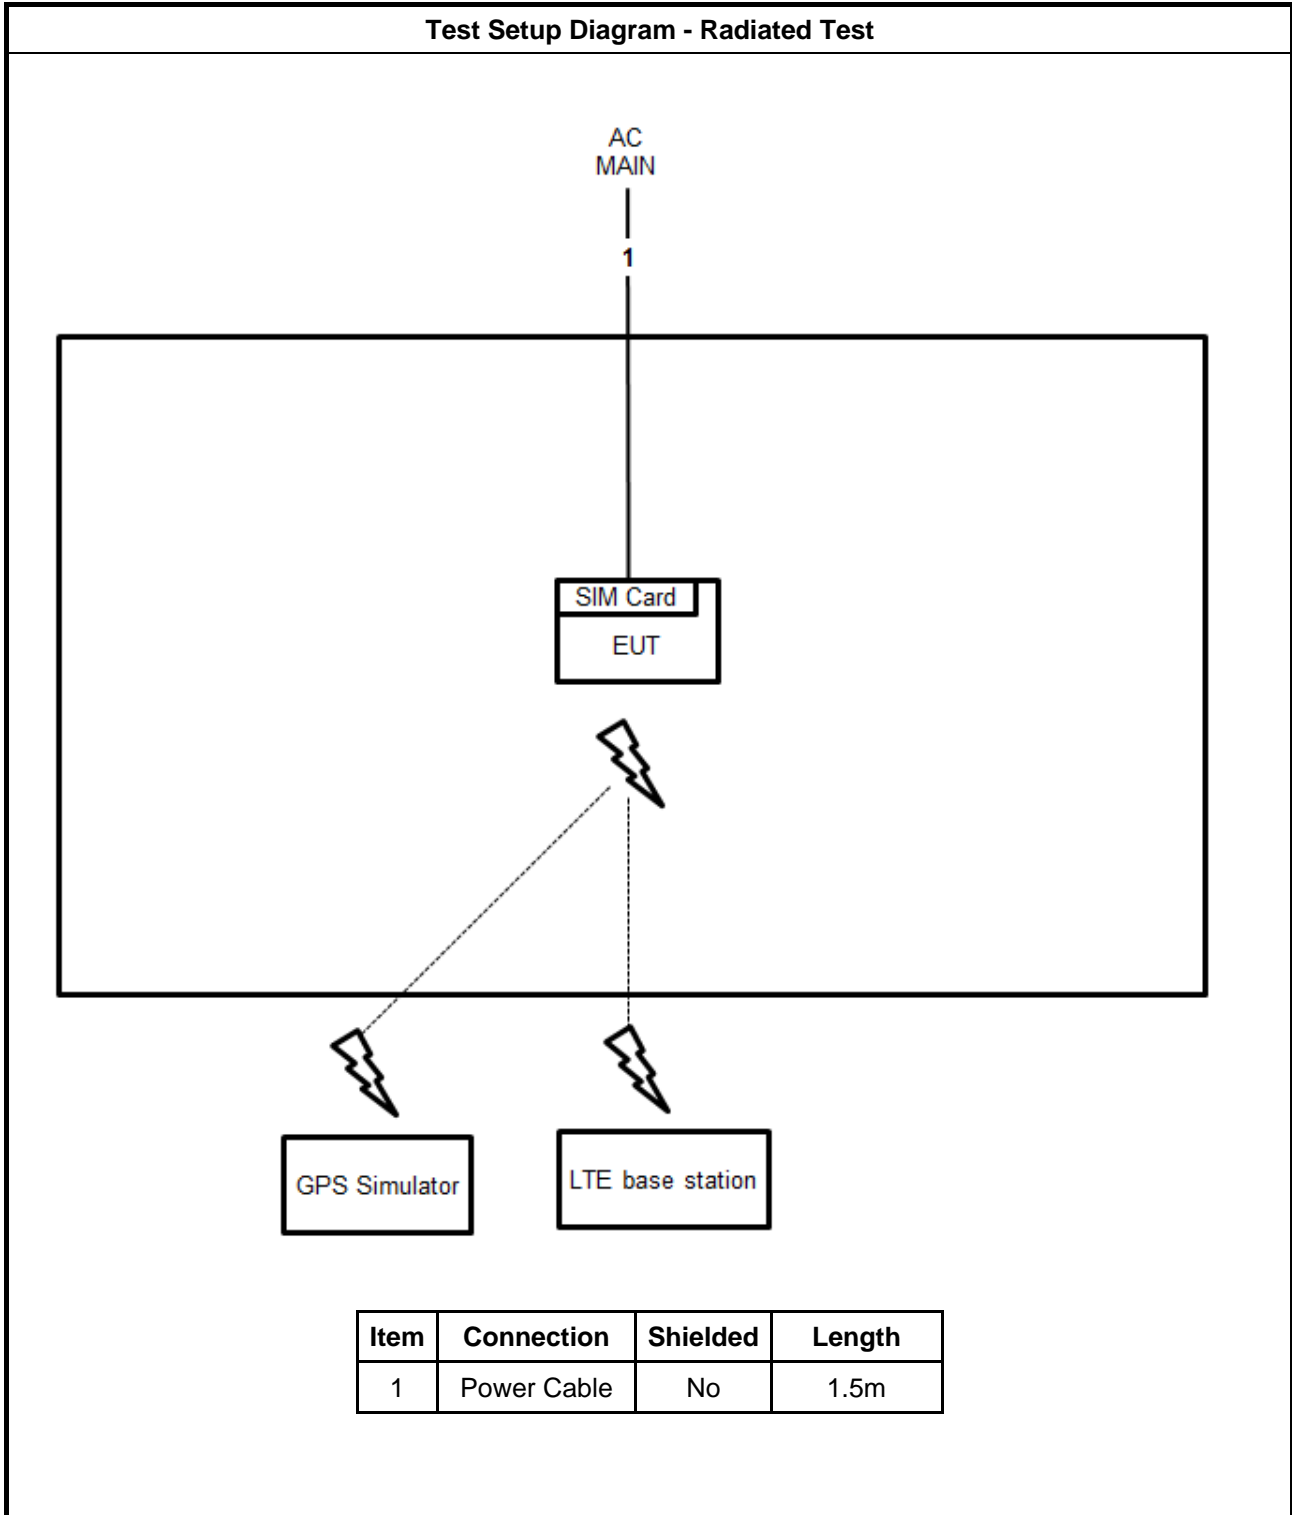 Test Setup Diagram - Radiated Test
AC
MAIN
1
SIM Card
EUT
GPS Simulator
LTE base station
Item Connection Shielded Length
1 Power Cable No 1.5m